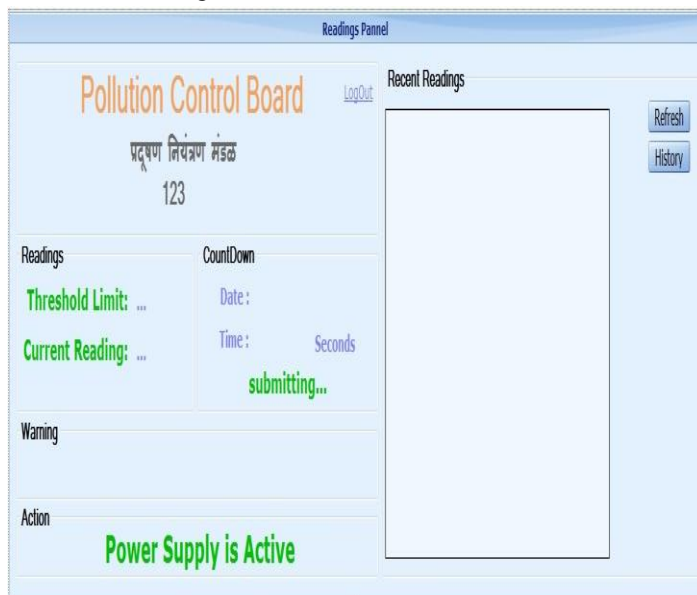 Readings Pannel
Pollution Control Board
LogOut
प्रदूषण नियंत्रण मंडळ
123
Readings
Threshold Limit: ...
Current Reading: ...
CountDown
Date :
Time : Seconds
submitting...
Warning
Action
Power Supply is Active
Recent Readings
Refresh
History